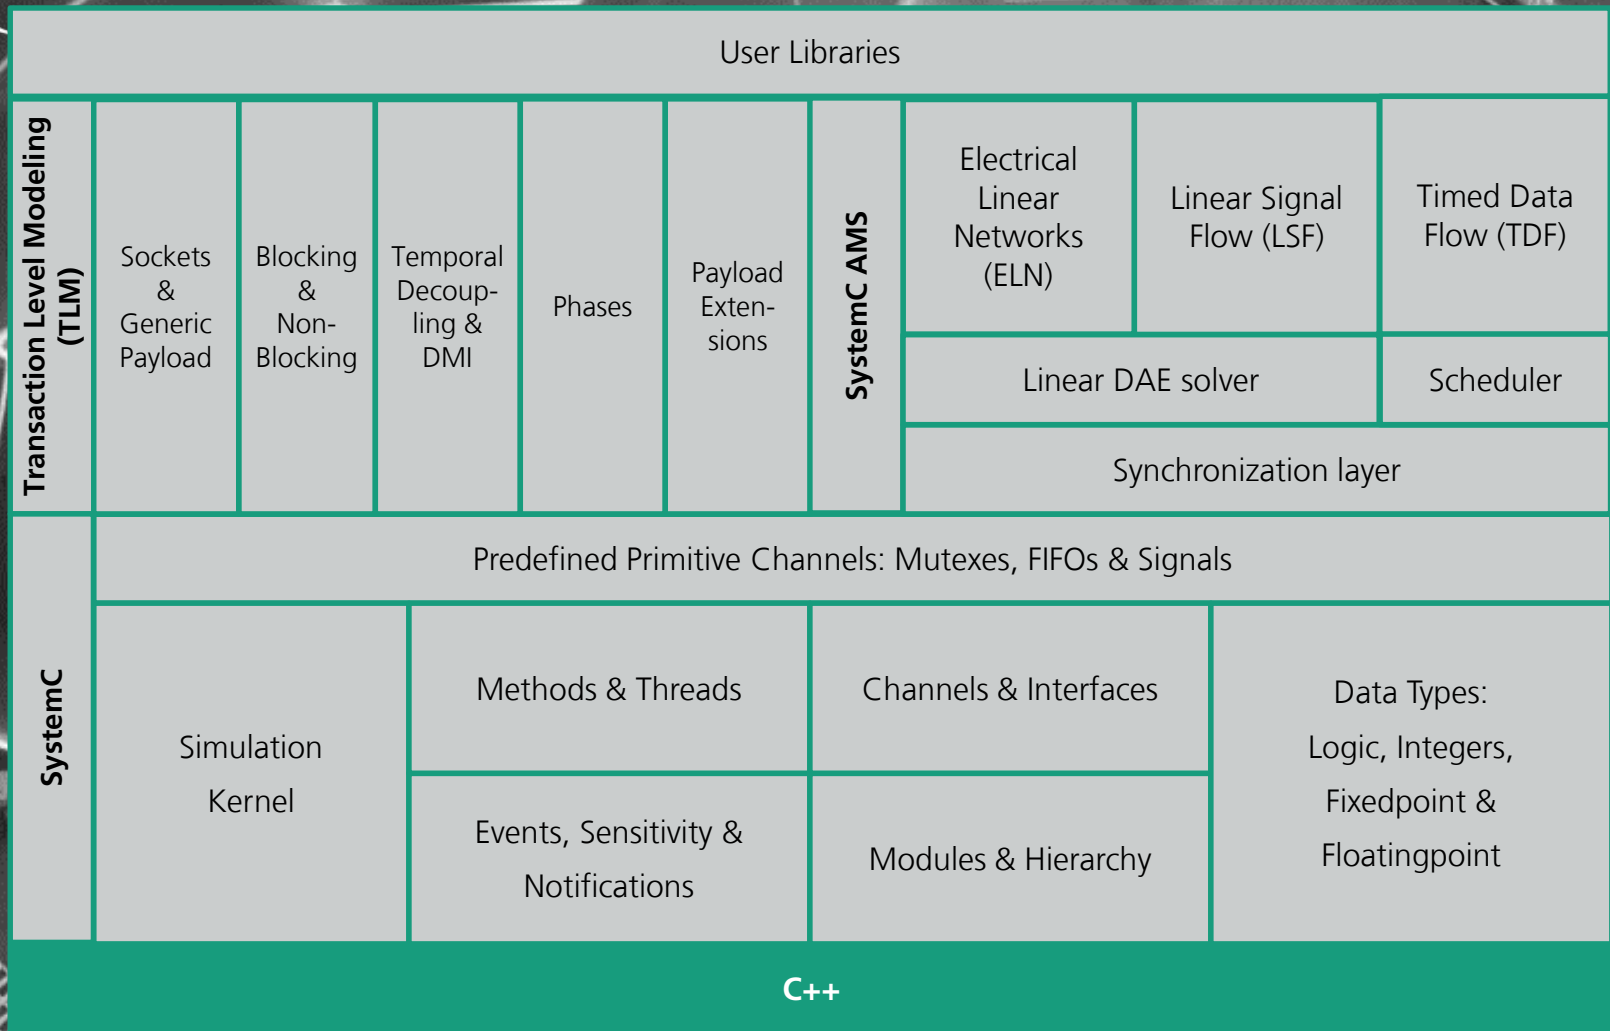 User Libraries
Transaction Level Modeling
(TLM)
Sockets
&
Generic
Payload
Blocking
&
Non-
Blocking
Temporal
Decoup-
ling &
DMI
Phases
Payload
Exten-
sions
SystemC AMS
Electrical
Linear
Networks
(ELN)
Linear Signal
Flow (LSF)
Timed Data
Flow (TDF)
Linear DAE solver
Scheduler
Synchronization layer
SystemC
Predefined Primitive Channels: Mutexes, FIFOs & Signals
Simulation
Kernel
Methods & Threads
Channels & Interfaces
Events, Sensitivity &
Notifications
Modules & Hierarchy
Data Types:
Logic, Integers,
Fixedpoint &
Floatingpoint
C++